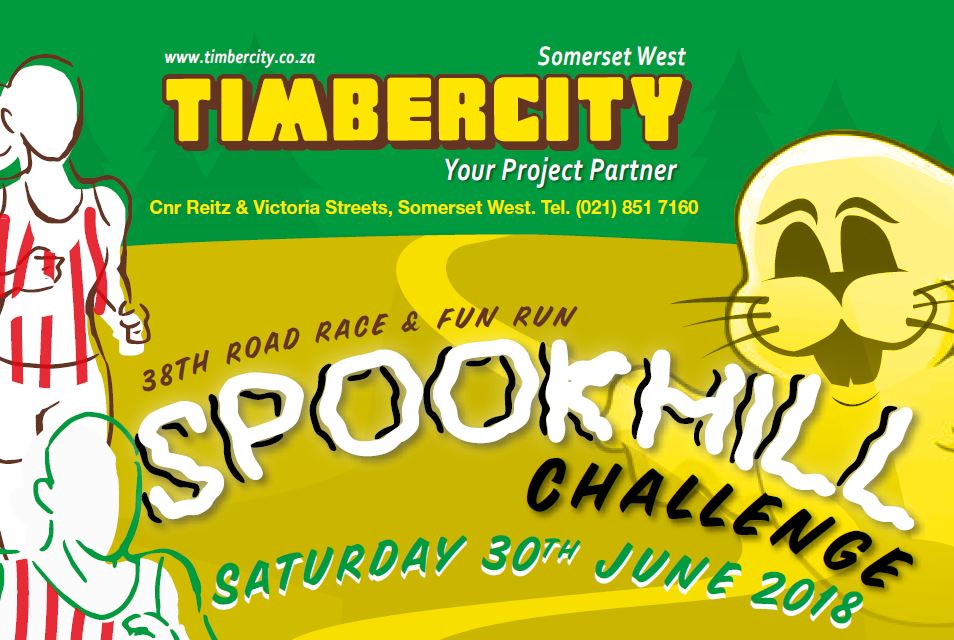 www.timbercity.co.za
Somerset West
TIMBERCITY
Your Project Partner
Cnr Reitz & Victoria Streets, Somerset West. Tel. (021) 851 7160
38TH ROAD RACE & FUN RUN
SPOOKHILL
CHALLENGE
SATURDAY 30TH JUNE 2018